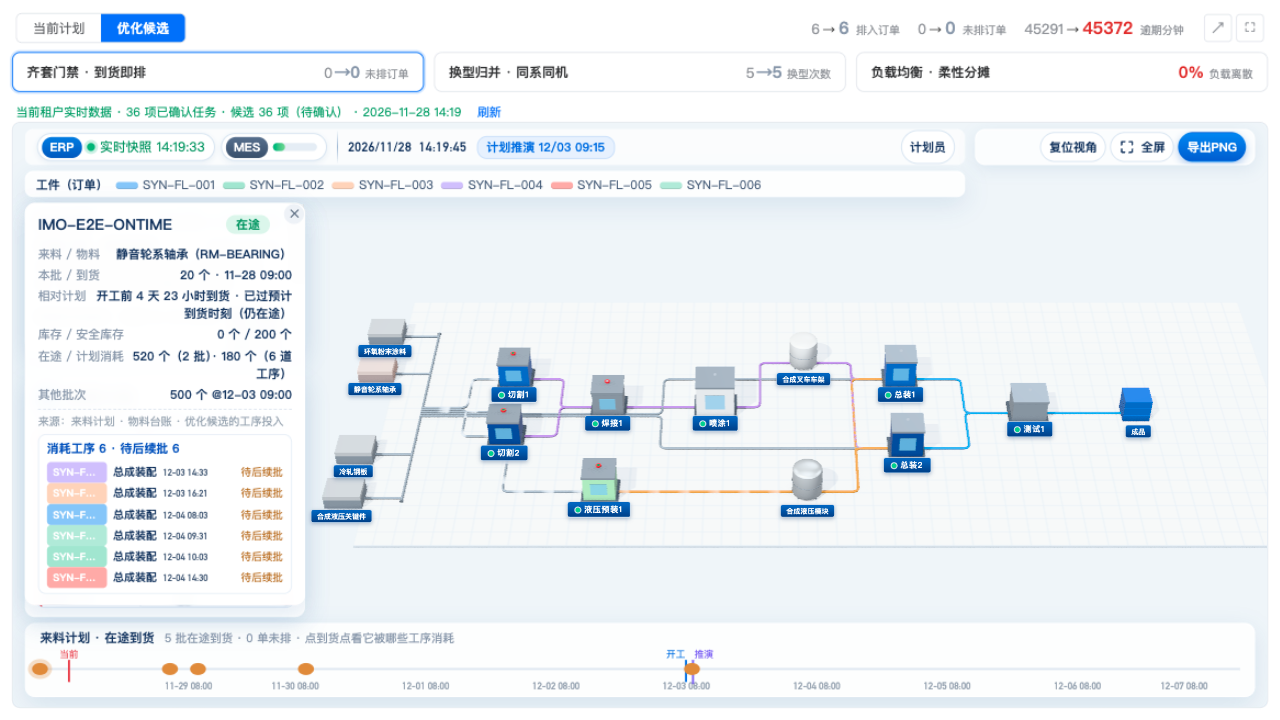 当前计划 优化候选 6→6 排入订单 0→0 未排订单 45291→45372 逾期分钟
齐套门禁 · 到货即排 0→0 未排订单 换型归并 · 同系同机 5→5 换型次数 负载均衡 · 柔性分摊 0% 负载离散
当前租户实时数据 · 36 项已确认任务 · 候选 36 项（待确认） · 2026-11-28 14:19 刷新
ERP 实时快照 14:19:33 MES 2026/11/28 14:19:45 计划推演 12/03 09:15 计划员 复位视角 全屏 导出PNG
工件（订单） SYN-FL-001 SYN-FL-002 SYN-FL-003 SYN-FL-004 SYN-FL-005 SYN-FL-006
IMO-E2E-ONTIME 在途
来料 / 物料 静音轮系轴承（RM-BEARING）
本批 / 到货 20 个 · 11-28 09:00
相对计划 开工前 4 天 23 小时到货 · 已过预计
到货时刻（仍在途）
库存 / 安全库存 0 个 / 200 个
在途 / 计划消耗 520 个（2 批）· 180 个（6 道
工序）
其他批次 500 个 @12-03 09:00
来源：来料计划 · 物料台账 · 优化候选的工序投入
消耗工序 6 · 待后续批 6
SYN-F... 总成装配 12-03 14:33 待后续批
SYN-F... 总成装配 12-03 16:21 待后续批
SYN-F... 总成装配 12-04 08:03 待后续批
SYN-F... 总成装配 12-04 09:31 待后续批
SYN-F... 总成装配 12-04 10:03 待后续批
SYN-F... 总成装配 12-04 14:30 待后续批
环氧粉末涂料
静音轮系轴承
冷轧钢板
合成液压关键件
切割1
切割2
焊接1
液压预装1
喷涂1
合成叉车车架
合成液压模块
总装1
总装2
测试1
成品
来料计划 · 在途到货 5 批在途到货 · 0 单未排 · 点到货点看它被哪些工序消耗
当前 开工 推演
11-29 08:00 11-30 08:00 12-01 08:00 12-02 08:00 12-03 08:00 12-04 08:00 12-05 08:00 12-06 08:00 12-07 08:00